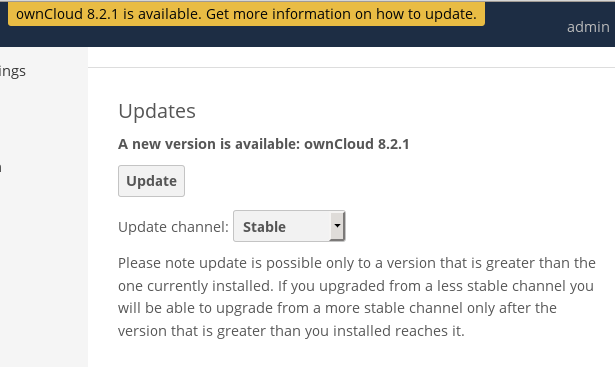 ownCloud 8.2.1 is available. Get more information on how to update.
admin
ings
Updates
A new version is available: ownCloud 8.2.1
Update
Update channel: Stable
Please note update is possible only to a version that is greater than the
one currently installed. If you upgraded from a less stable channel you
will be able to upgrade from a more stable channel only after the
version that is greater than you installed reaches it.